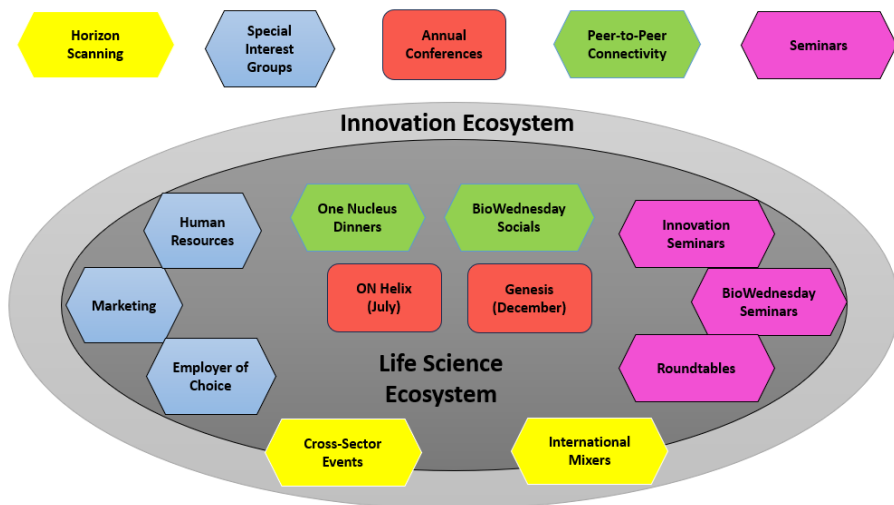 Horizon
Scanning
Special
Interest
Groups
Annual
Conferences
Peer-to-Peer
Connectivity
Seminars
Innovation Ecosystem
Human
Resources
One Nucleus
Dinners
BioWednesday
Socials
Innovation
Seminars
Marketing
ON Helix
(July)
Genesis
(December)
BioWednesday
Seminars
Employer of
Choice
Life Science
Ecosystem
Roundtables
Cross-Sector
Events
International
Mixers